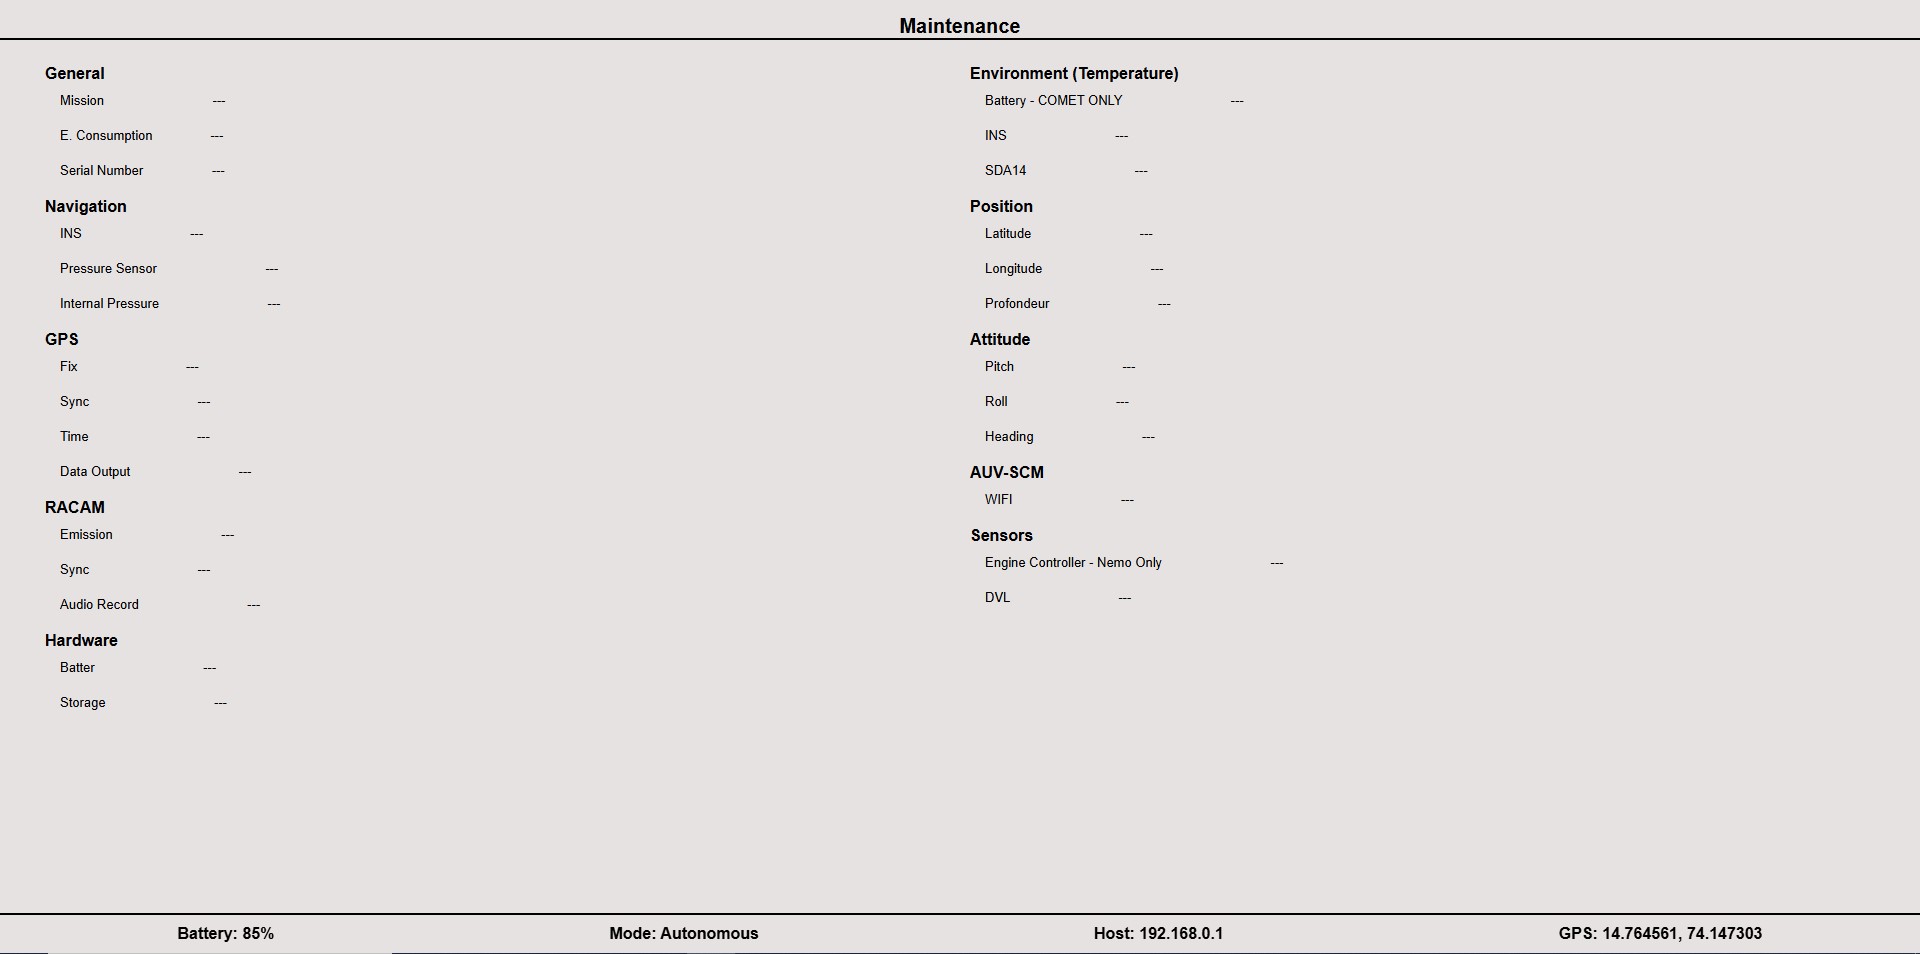 Maintenance
General
Mission ---
E. Consumption ---
Serial Number ---
Navigation
INS ---
Pressure Sensor ---
Internal Pressure ---
GPS
Fix ---
Sync ---
Time ---
Data Output ---
RACAM
Emission ---
Sync ---
Audio Record ---
Hardware
Batter ---
Storage ---
Environment (Temperature)
Battery - COMET ONLY ---
INS ---
SDA14 ---
Position
Latitude ---
Longitude ---
Profondeur ---
Attitude
Pitch ---
Roll ---
Heading ---
AUV-SCM
WIFI ---
Sensors
Engine Controller - Nemo Only ---
DVL ---
Battery: 85% Mode: Autonomous Host: 192.168.0.1 GPS: 14.764561, 74.147303